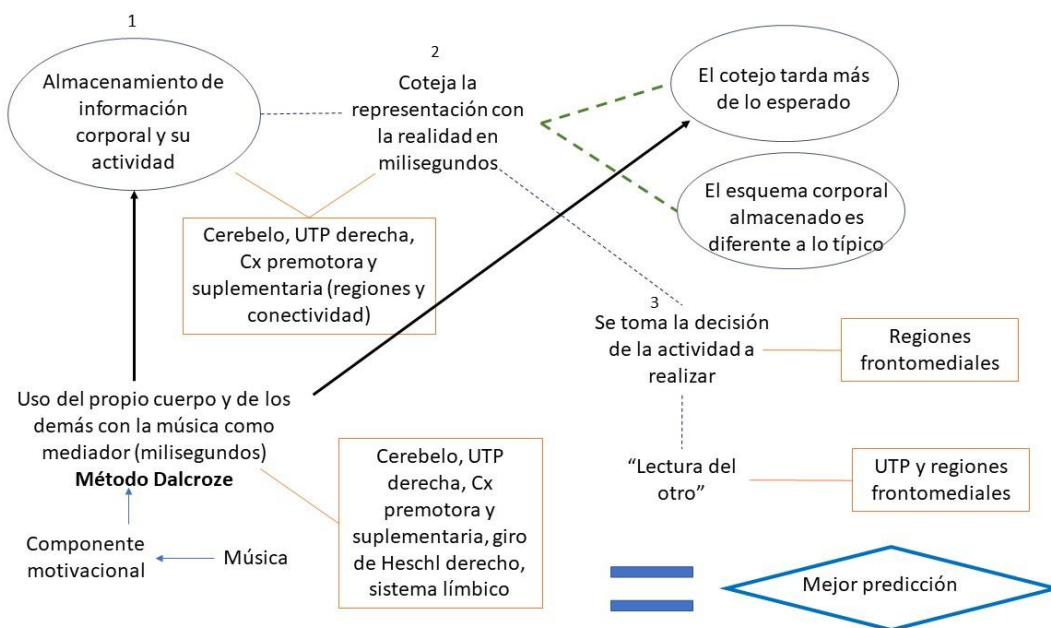 1
Almacenamiento de
información
corporal y su
actividad
2
Coteja la
representación con
la realidad en
milisegundos
El cotejo tarda más
de lo esperado
El esquema corporal
almacenado es
diferente a lo típico
Cerebelo, UTP derecha,
Cx premotora y
suplementaria (regiones y
conectividad)
3
Se toma la decisión
de la actividad a
realizar
Regiones
frontomediales
Uso del propio cuerpo y de los
demás con la música como
mediador (milisegundos)
Método Dalcroze
Cerebelo, UTP
derecha, Cx
premotora y
suplementaria, giro
de Heschl derecho,
sistema límbico
“Lectura del
otro”
UTP y regiones
frontomediales
Componente
motivacional
Música
Mejor predicción